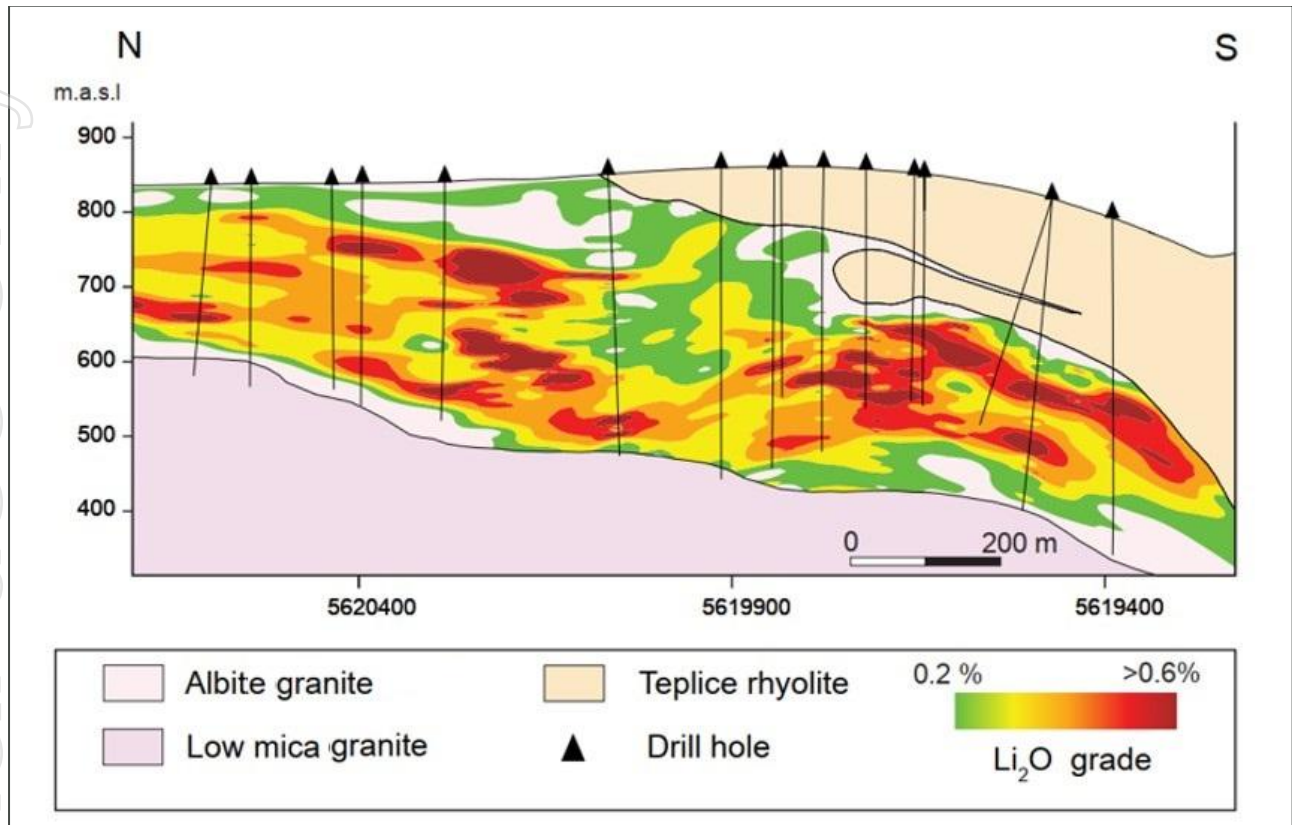 N
S
m.a.s.l
900
800
700
600
500
400
0 200 m
5620400 5619900 5619400
Albite granite
Teplice rhyolite
0.2 % >0.6%
Low mica granite
Drill hole
Li₂O grade